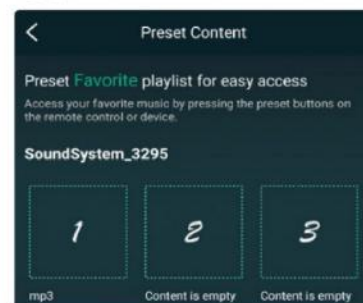 Preset Content
Preset Favorite playlist for easy access
Access your favorite music by pressing the preset buttons on
the remote control or device.
SoundSystem_3295
1 2 3
mp3 Content is empty Content is empty